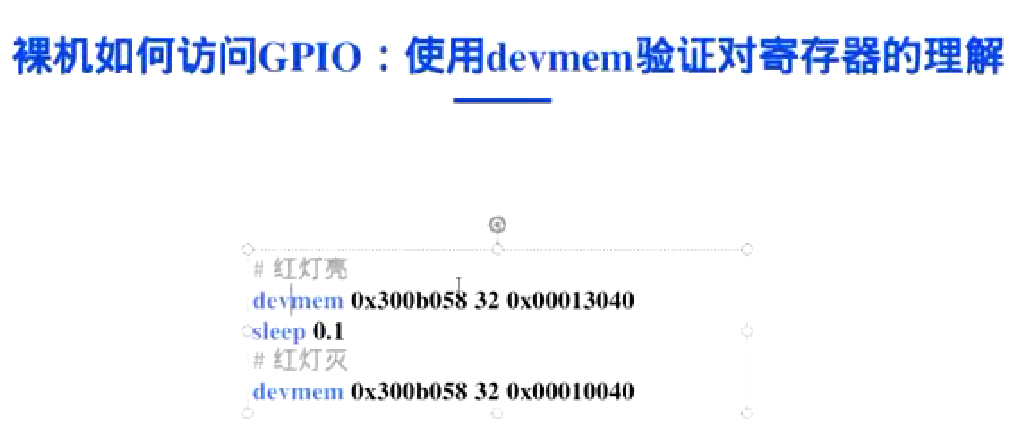 裸机如何访问GPIO：使用devmem验证对寄存器的理解
# 红灯亮
devmem 0x300b058 32 0x00013040
sleep 0.1
# 红灯灭
devmem 0x300b058 32 0x00010040